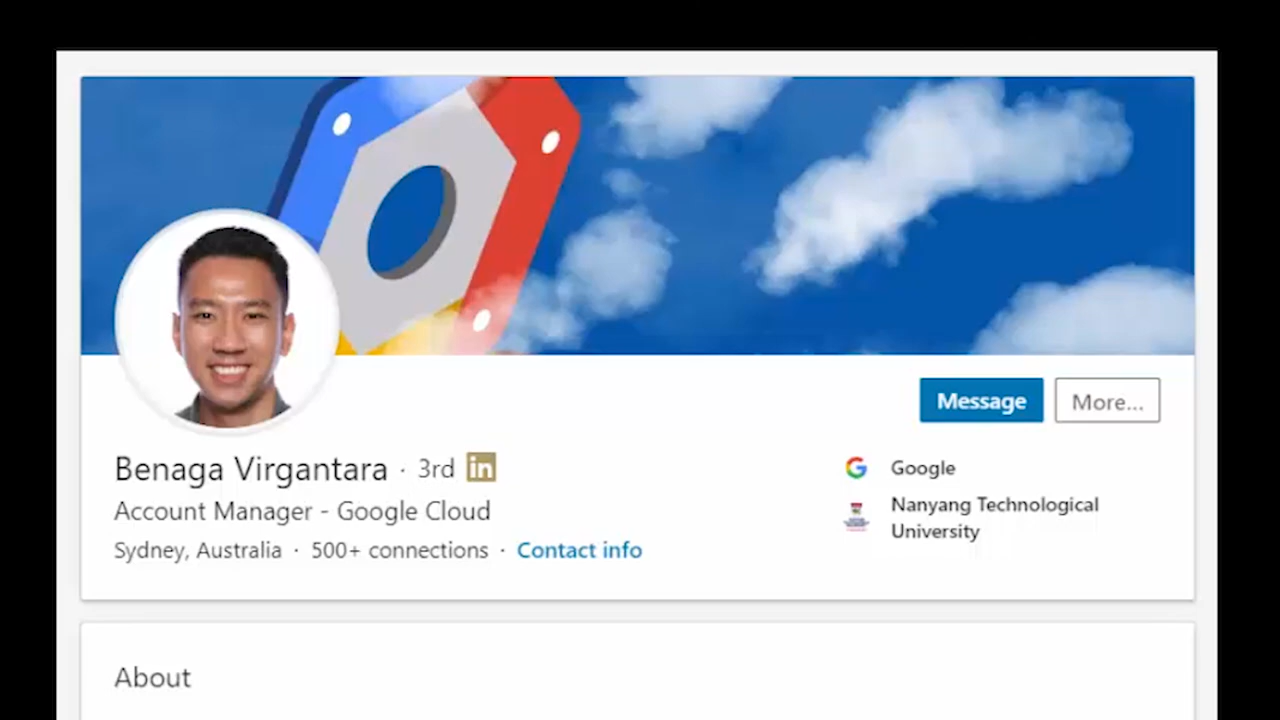 Message
More...
Benaga Virgantara · 3rd in
Account Manager - Google Cloud
Sydney, Australia · 500+ connections · Contact info
Google
Nanyang Technological
University
About